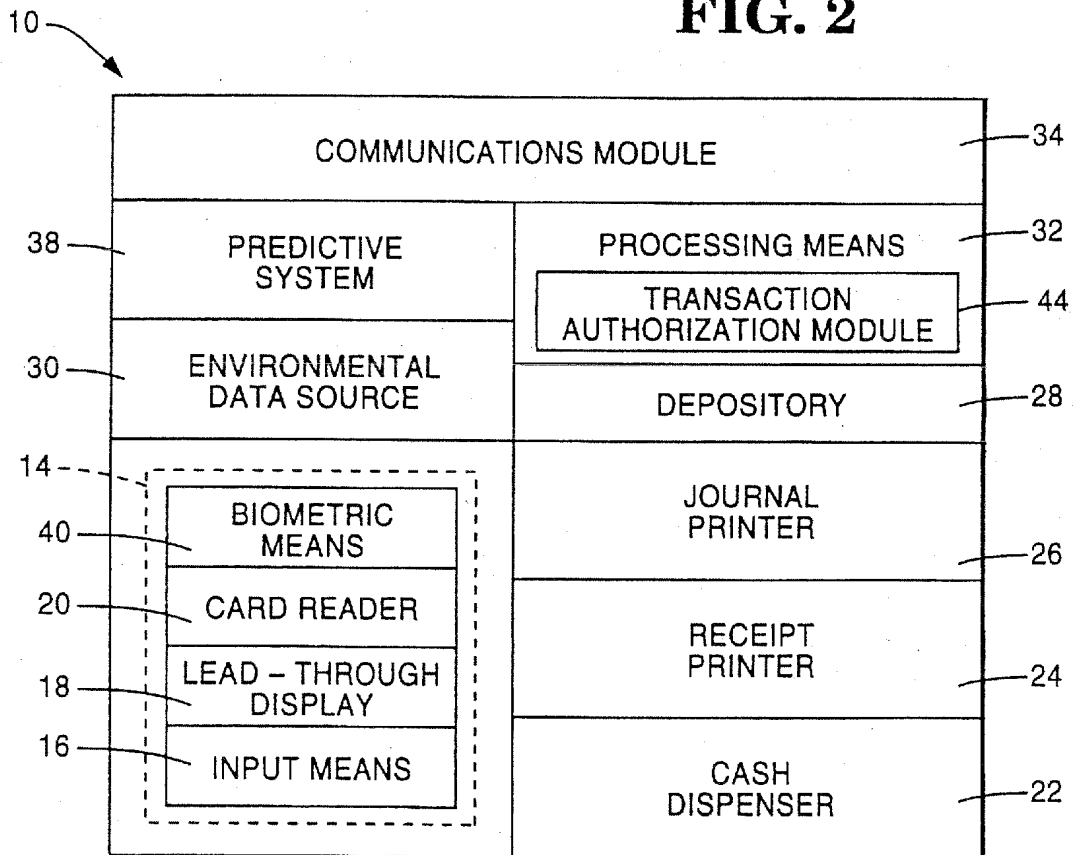 FIG. 2
10
COMMUNICATIONS MODULE
34
38
PREDICTIVE
SYSTEM
PROCESSING MEANS
32
TRANSACTION
AUTHORIZATION MODULE
44
30
ENVIRONMENTAL
DATA SOURCE
DEPOSITORY
28
14
BIOMETRIC
MEANS
40
CARD READER
20
LEAD – THROUGH
DISPLAY
18
INPUT MEANS
16
JOURNAL
PRINTER
26
RECEIPT
PRINTER
24
CASH
DISPENSER
22